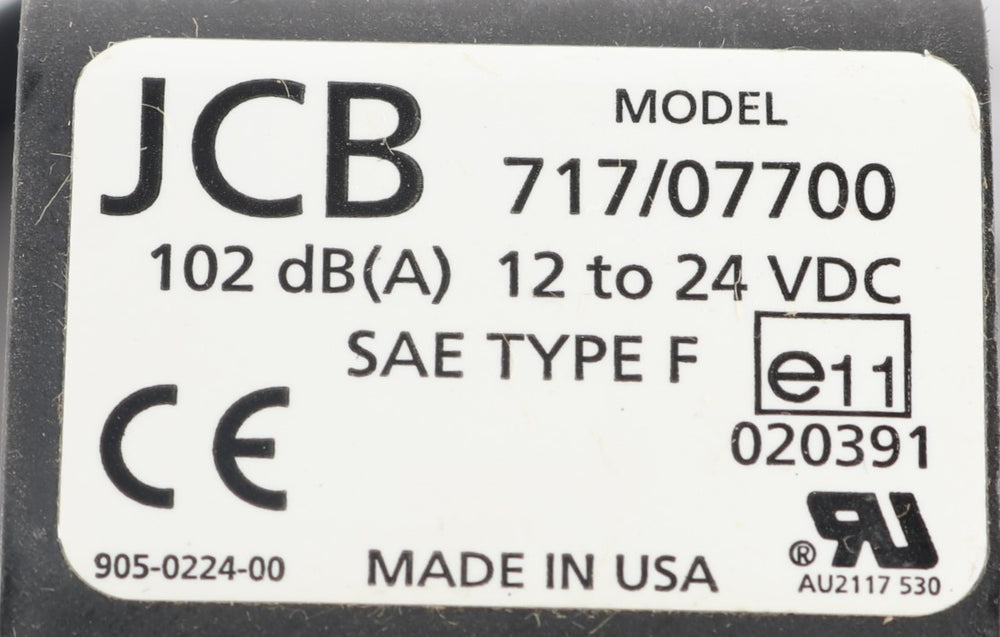 JCB
MODEL
717/07700
102 dB(A) 12 to 24 VDC
SAE TYPE F
e11
020391
CE
905-0224-00
MADE IN USA
RU
®
AU2117 530